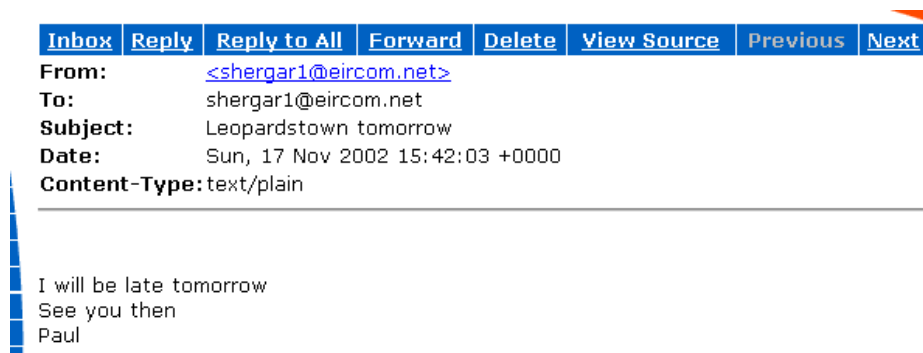 Inbox Reply Reply to All Forward Delete View Source Previous Next
From: <shergar1@eircom.net>
To: shergar1@eircom.net
Subject: Leopardstown tomorrow
Date: Sun, 17 Nov 2002 15:42:03 +0000
Content-Type: text/plain
I will be late tomorrow
See you then
Paul